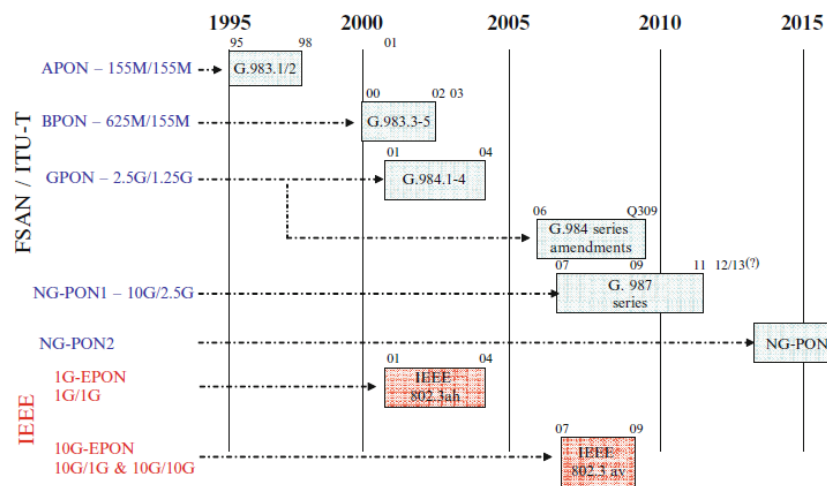 1995 2000 2005 2010 2015
95 98 01
APON – 155M/155M
G.983.1/2
00 02 03
BPON – 625M/155M
G.983.3-5
01 04
GPON – 2.5G/1.25G
G.984.1-4
06 Q309
G.984 series
amendments
07 09 11 12/13(?)
NG-PON1 – 10G/2.5G
G. 987
series
NG-PON2
NG-PON
01 04
1G-EPON
1G/1G
IEEE
802.3ah
07 09
10G-EPON
10G/1G & 10G/10G
IEEE
802.3 av
FSAN / ITU-T
IEEE